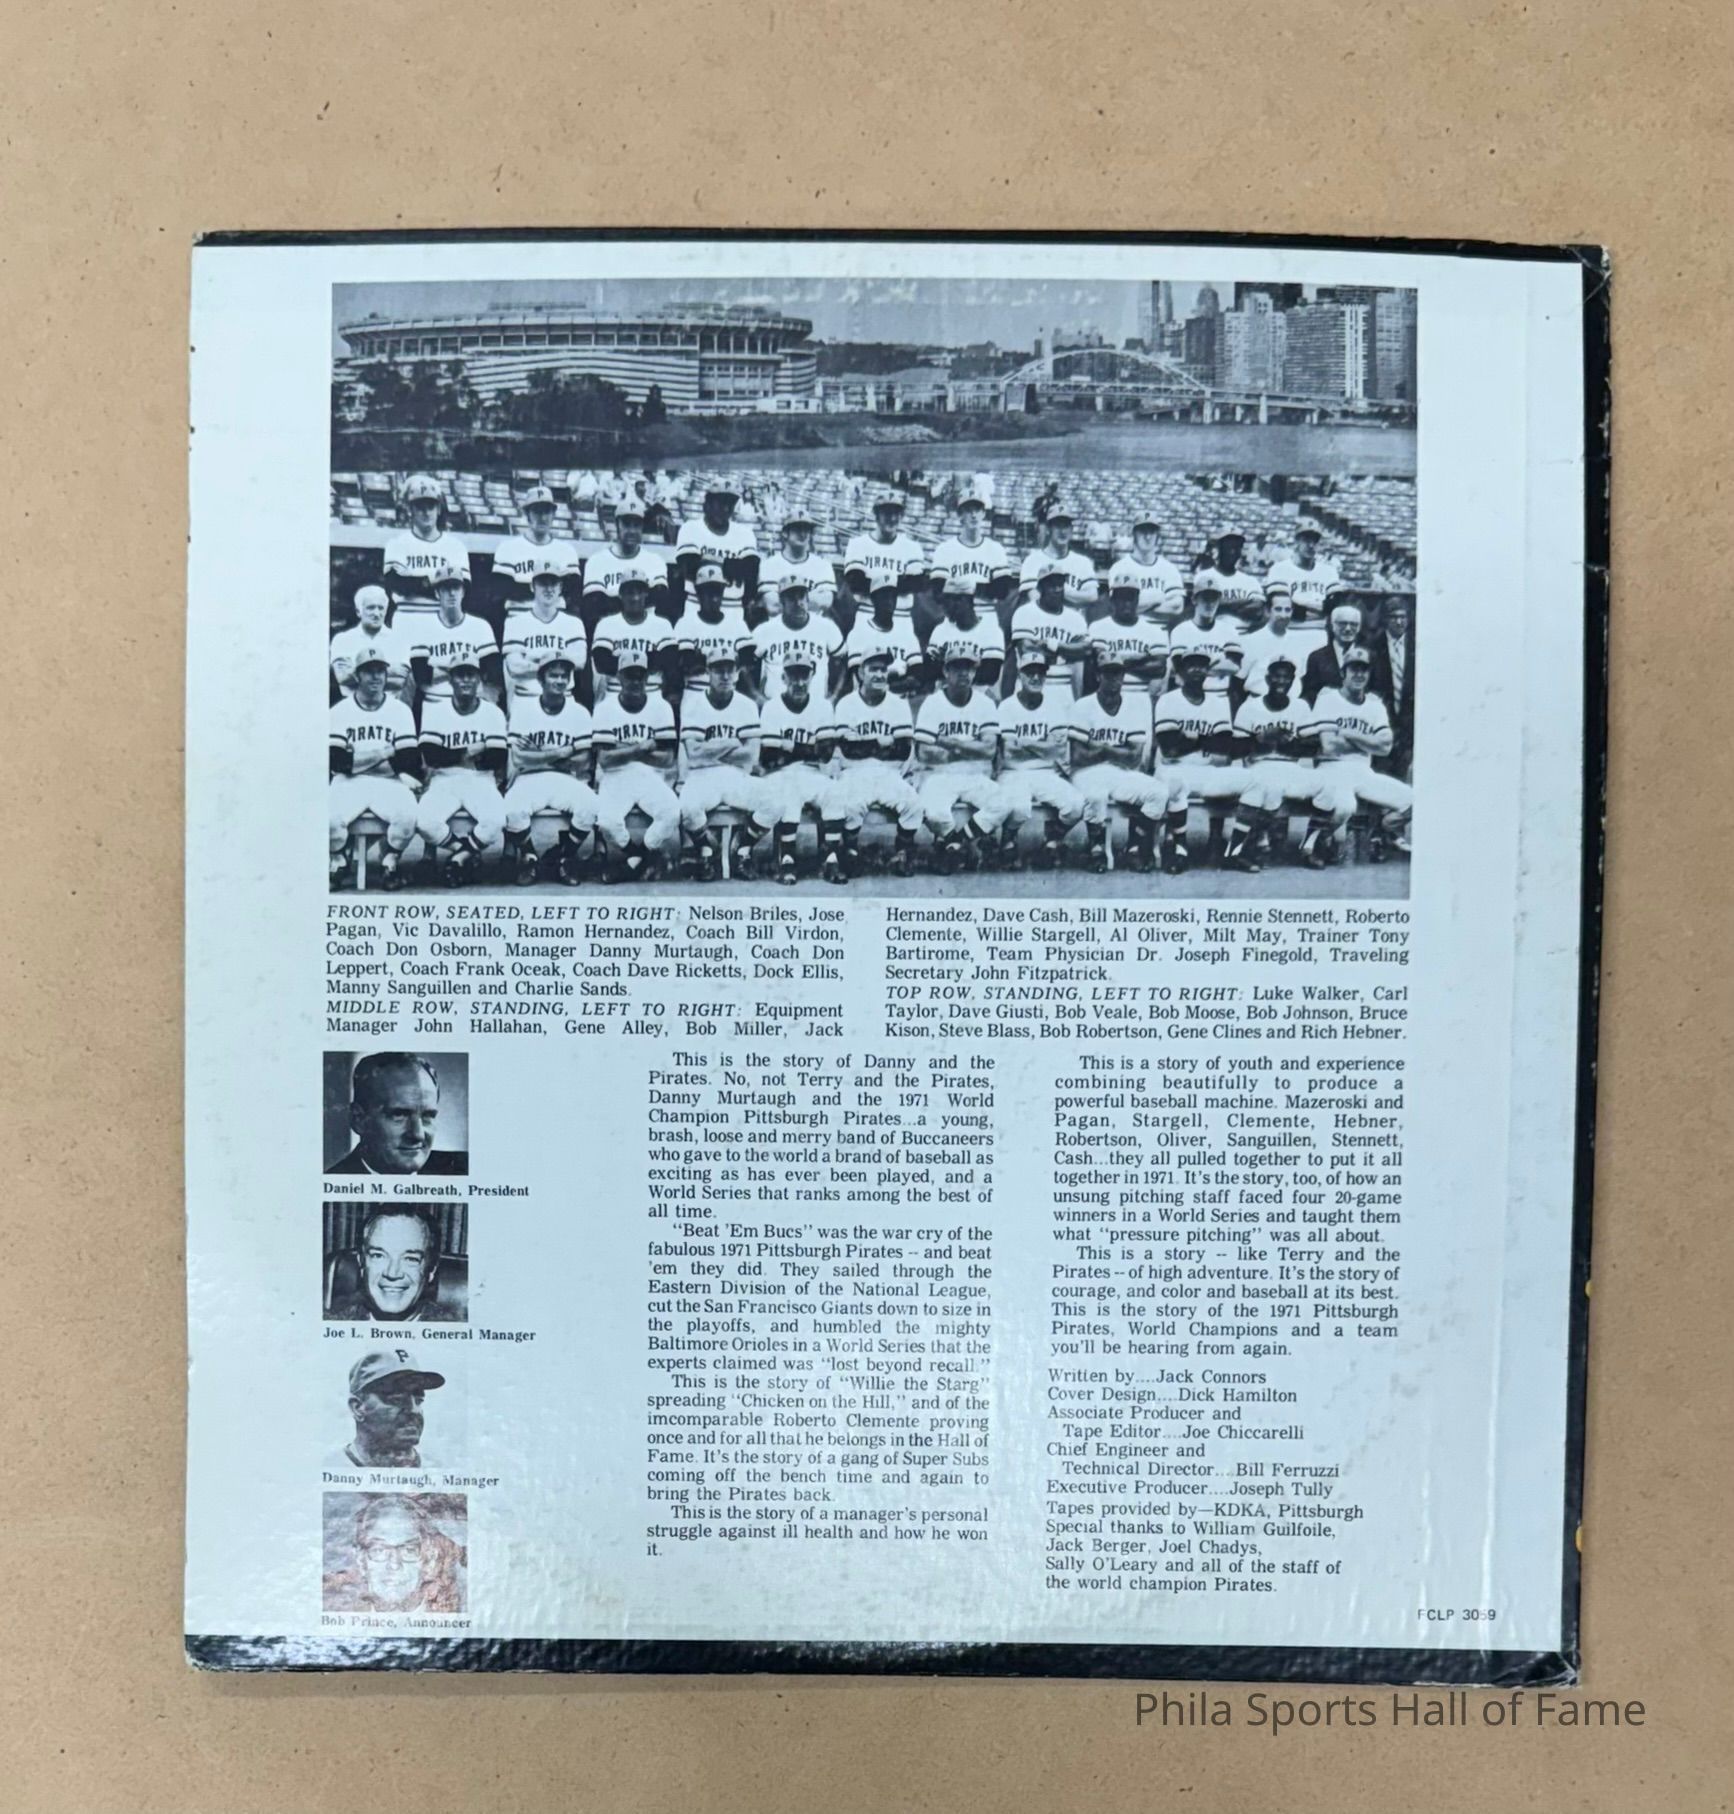 FRONT ROW, SEATED, LEFT TO RIGHT: Nelson Briles, Jose
Pagan, Vic Davalillo, Ramon Hernandez, Coach Bill Virdon,
Coach Don Osborn, Manager Danny Murtaugh, Coach Don
Leppert, Coach Frank Oceak, Coach Dave Ricketts, Dock Ellis,
Manny Sanguillen and Charlie Sands.
MIDDLE ROW, STANDING, LEFT TO RIGHT: Equipment
Manager John Hallahan, Gene Alley, Bob Miller, Jack
Hernandez, Dave Cash, Bill Mazeroski, Rennie Stennett, Roberto
Clemente, Willie Stargell, Al Oliver, Milt May, Trainer Tony
Bartirome, Team Physician Dr. Joseph Finegold, Traveling
Secretary John Fitzpatrick.
TOP ROW, STANDING, LEFT TO RIGHT: Luke Walker, Carl
Taylor, Dave Giusti, Bob Veale, Bob Moose, Bob Johnson, Bruce
Kison, Steve Blass, Bob Robertson, Gene Clines and Rich Hebner.
Daniel M. Galbreath, President
Joe L. Brown, General Manager
Danny Murtaugh, Manager
Bob Prince, Announcer
This is the story of Danny and the
Pirates. No, not Terry and the Pirates,
Danny Murtaugh and the 1971 World
Champion Pittsburgh Pirates...a young,
brash, loose and merry band of Buccaneers
who gave to the world a brand of baseball as
exciting as has ever been played, and a
World Series that ranks among the best of
all time.
"Beat 'Em Bucs" was the war cry of the
fabulous 1971 Pittsburgh Pirates -- and beat
'em they did. They sailed through the
Eastern Division of the National League,
cut the San Francisco Giants down to size in
the playoffs, and humbled the mighty
Baltimore Orioles in a World Series that the
experts claimed was "lost beyond recall."
This is the story of "Willie the Starg"
spreading "Chicken on the Hill," and of the
imcomparable Roberto Clemente proving
once and for all that he belongs in the Hall of
Fame. It's the story of a gang of Super Subs
coming off the bench time and again to
bring the Pirates back.
This is the story of a manager's personal
struggle against ill health and how he won
it.
This is a story of youth and experience
combining beautifully to produce a
powerful baseball machine. Mazeroski and
Pagan, Stargell, Clemente, Hebner,
Robertson, Oliver, Sanguillen, Stennett,
Cash...they all pulled together to put it all
together in 1971. It's the story, too, of how an
unsung pitching staff faced four 20-game
winners in a World Series and taught them
what "pressure pitching" was all about.
This is a story -- like Terry and the
Pirates -- of high adventure. It's the story of
courage, and color and baseball at its best.
This is the story of the 1971 Pittsburgh
Pirates, World Champions and a team
you'll be hearing from again.
Written by....Jack Connors
Cover Design....Dick Hamilton
Associate Producer and
Tape Editor....Joe Chiccarelli
Chief Engineer and
Technical Director....Bill Ferruzzi
Executive Producer....Joseph Tully
Tapes provided by—KDKA, Pittsburgh
Special thanks to William Guilfoile,
Jack Berger, Joel Chadys,
Sally O'Leary and all of the staff of
the world champion Pirates.
FCLP 3059
Phila Sports Hall of Fame